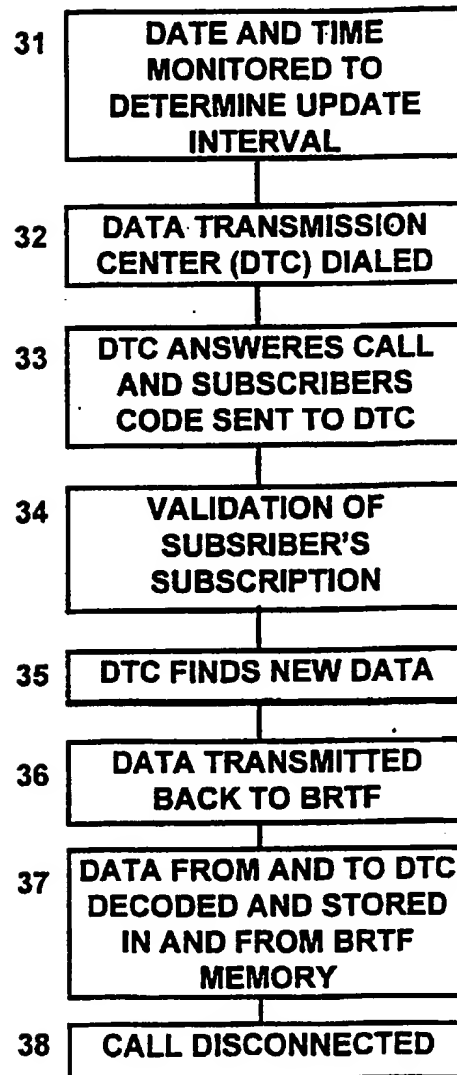 31
DATE AND TIME
MONITORED TO
DETERMINE UPDATE
INTERVAL
32
DATA TRANSMISSION
CENTER (DTC) DIALED
33
DTC ANSWERES CALL
AND SUBSCRIBERS
CODE SENT TO DTC
34
VALIDATION OF
SUBSRIBER'S
SUBSCRIPTION
35
DTC FINDS NEW DATA
36
DATA TRANSMITTED
BACK TO BRTF
37
DATA FROM AND TO DTC
DECODED AND STORED
IN AND FROM BRTF
MEMORY
38
CALL DISCONNECTED